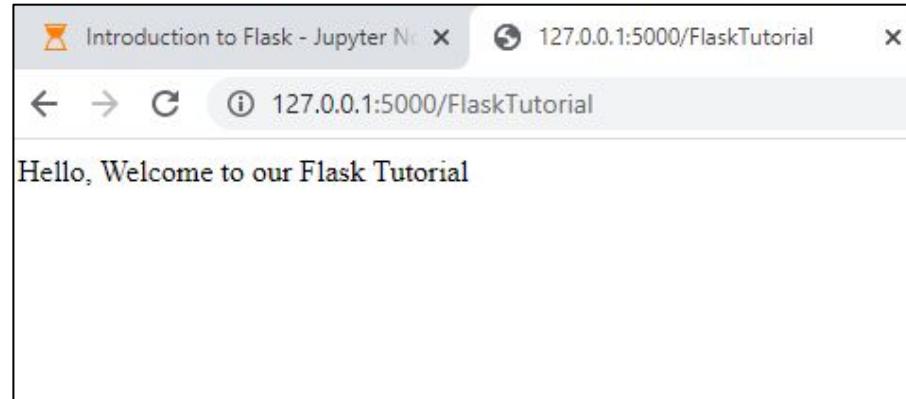 Introduction to Flask - Jupyter N
127.0.0.1:5000/FlaskTutorial
127.0.0.1:5000/FlaskTutorial
Hello, Welcome to our Flask Tutorial